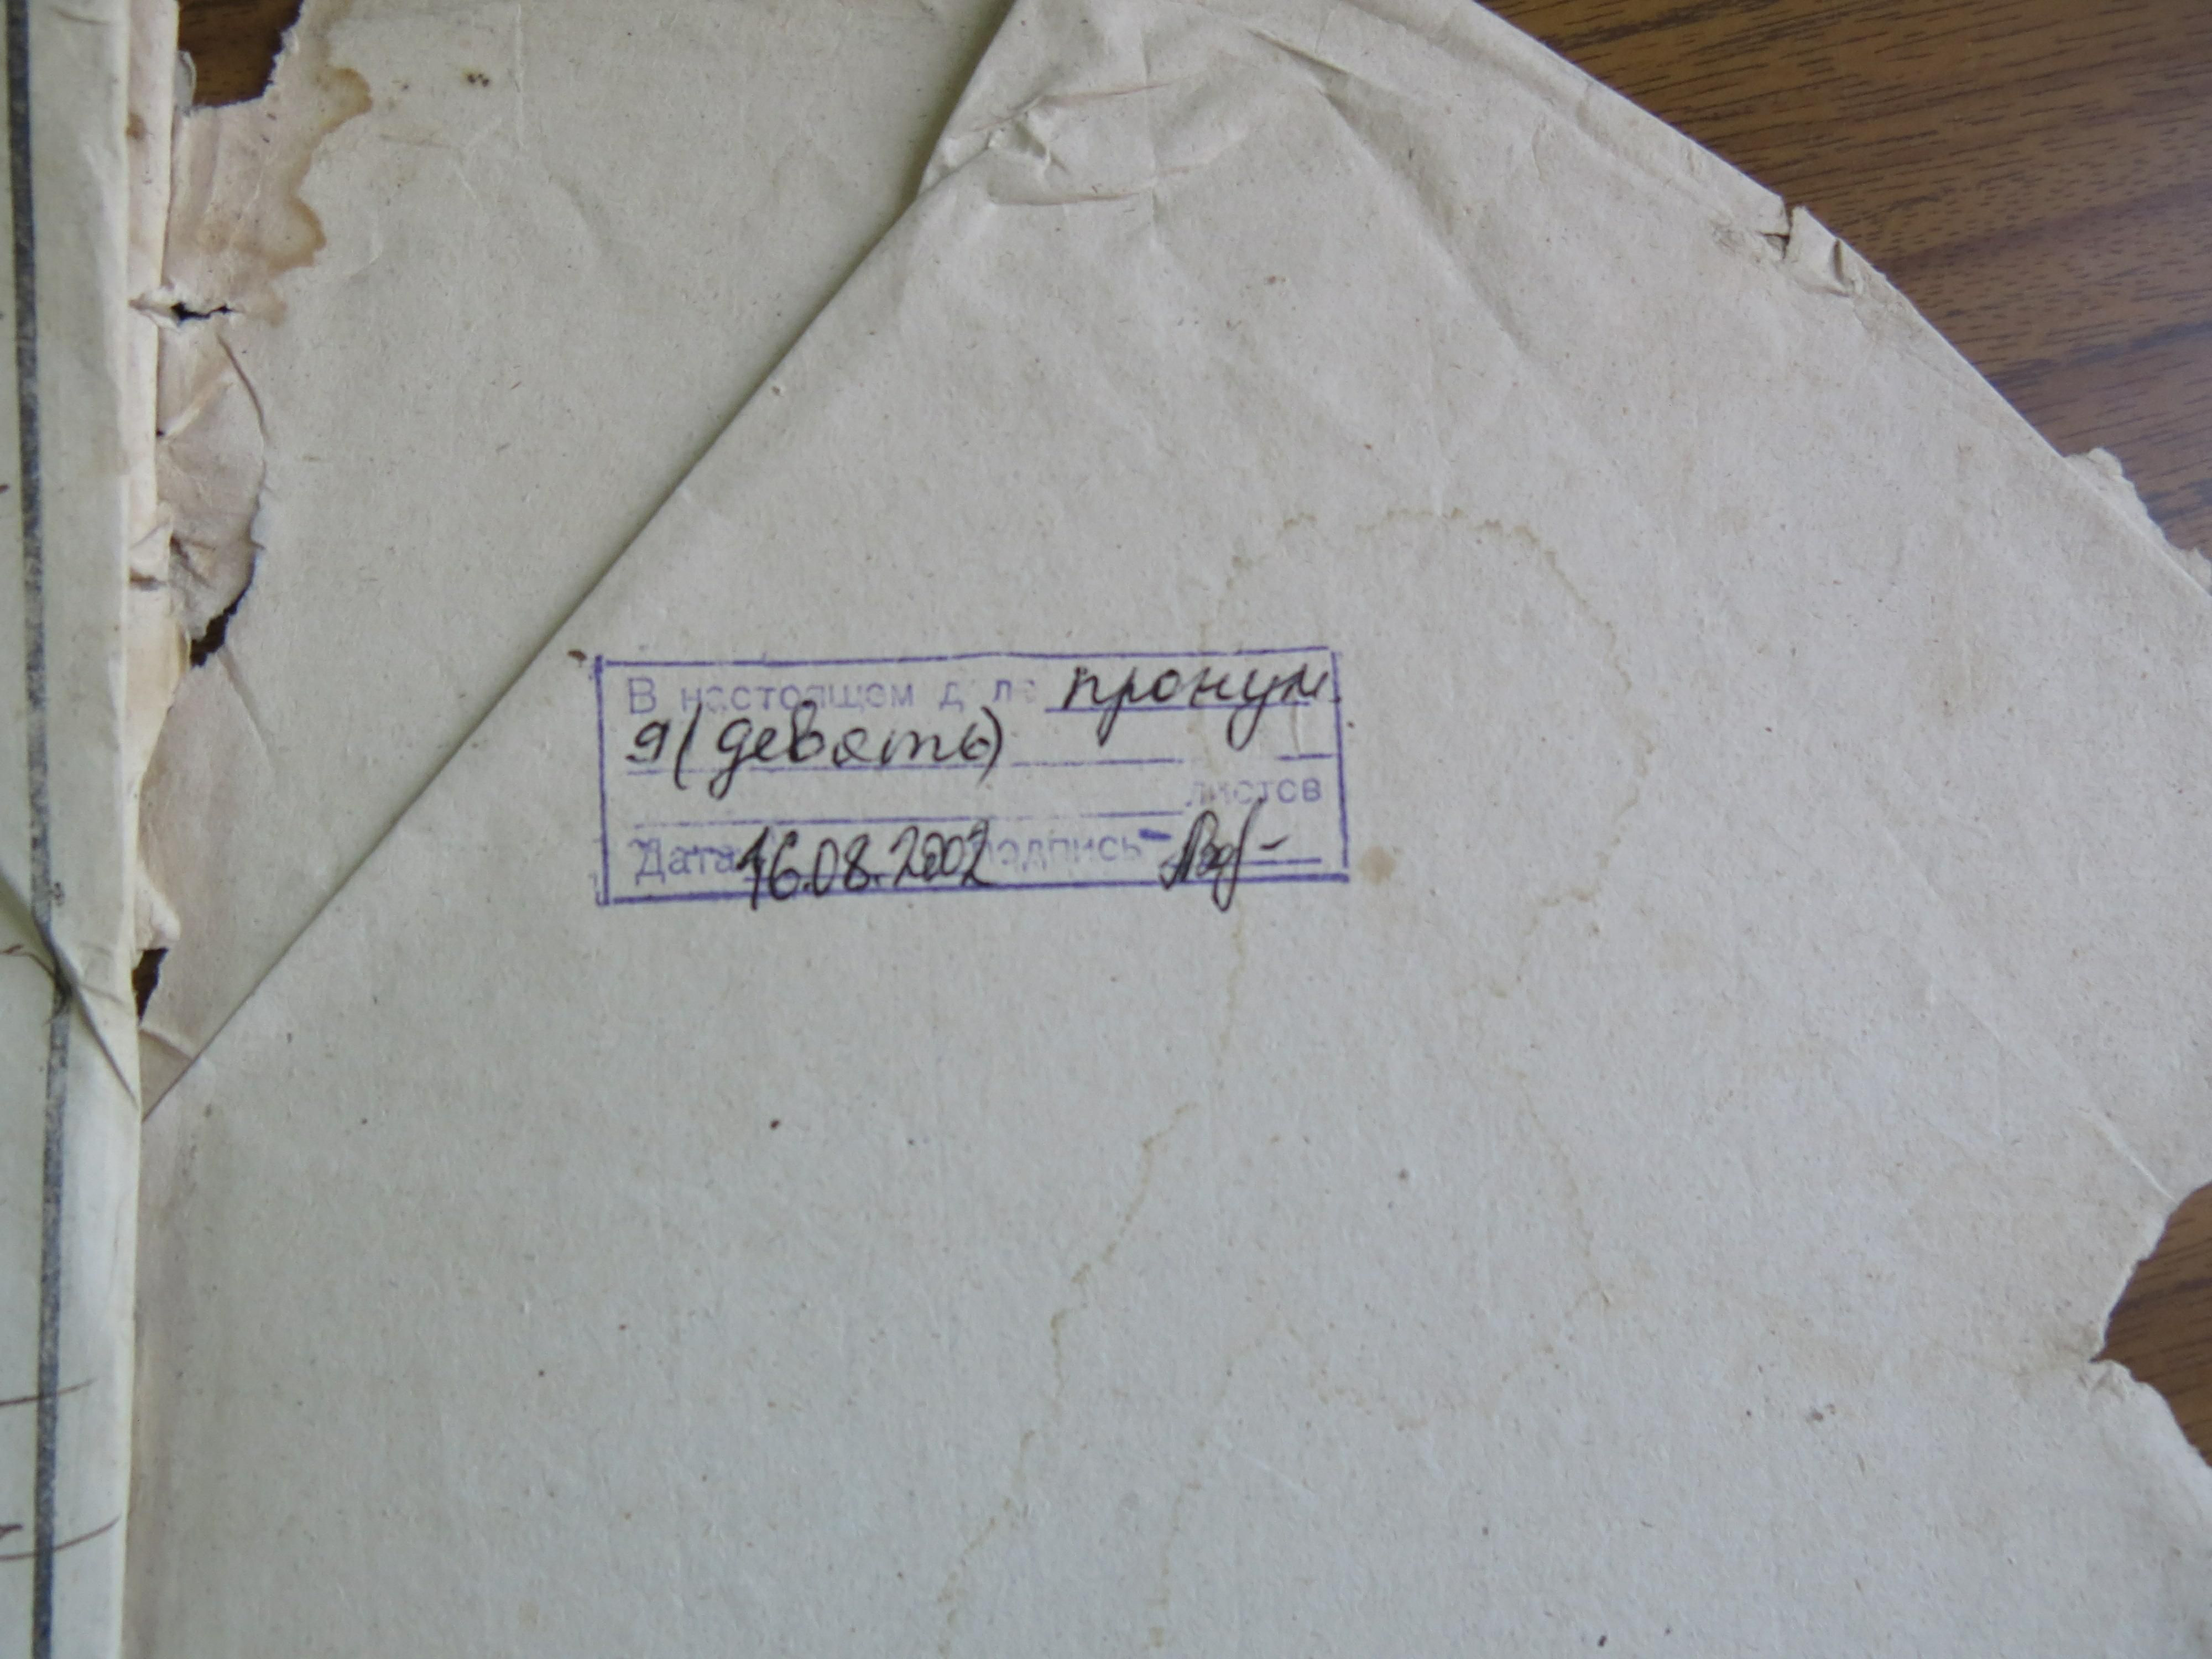 В настоящем деле пронум.
9 (девять)
листов
Дата 16.08.2002 подпись